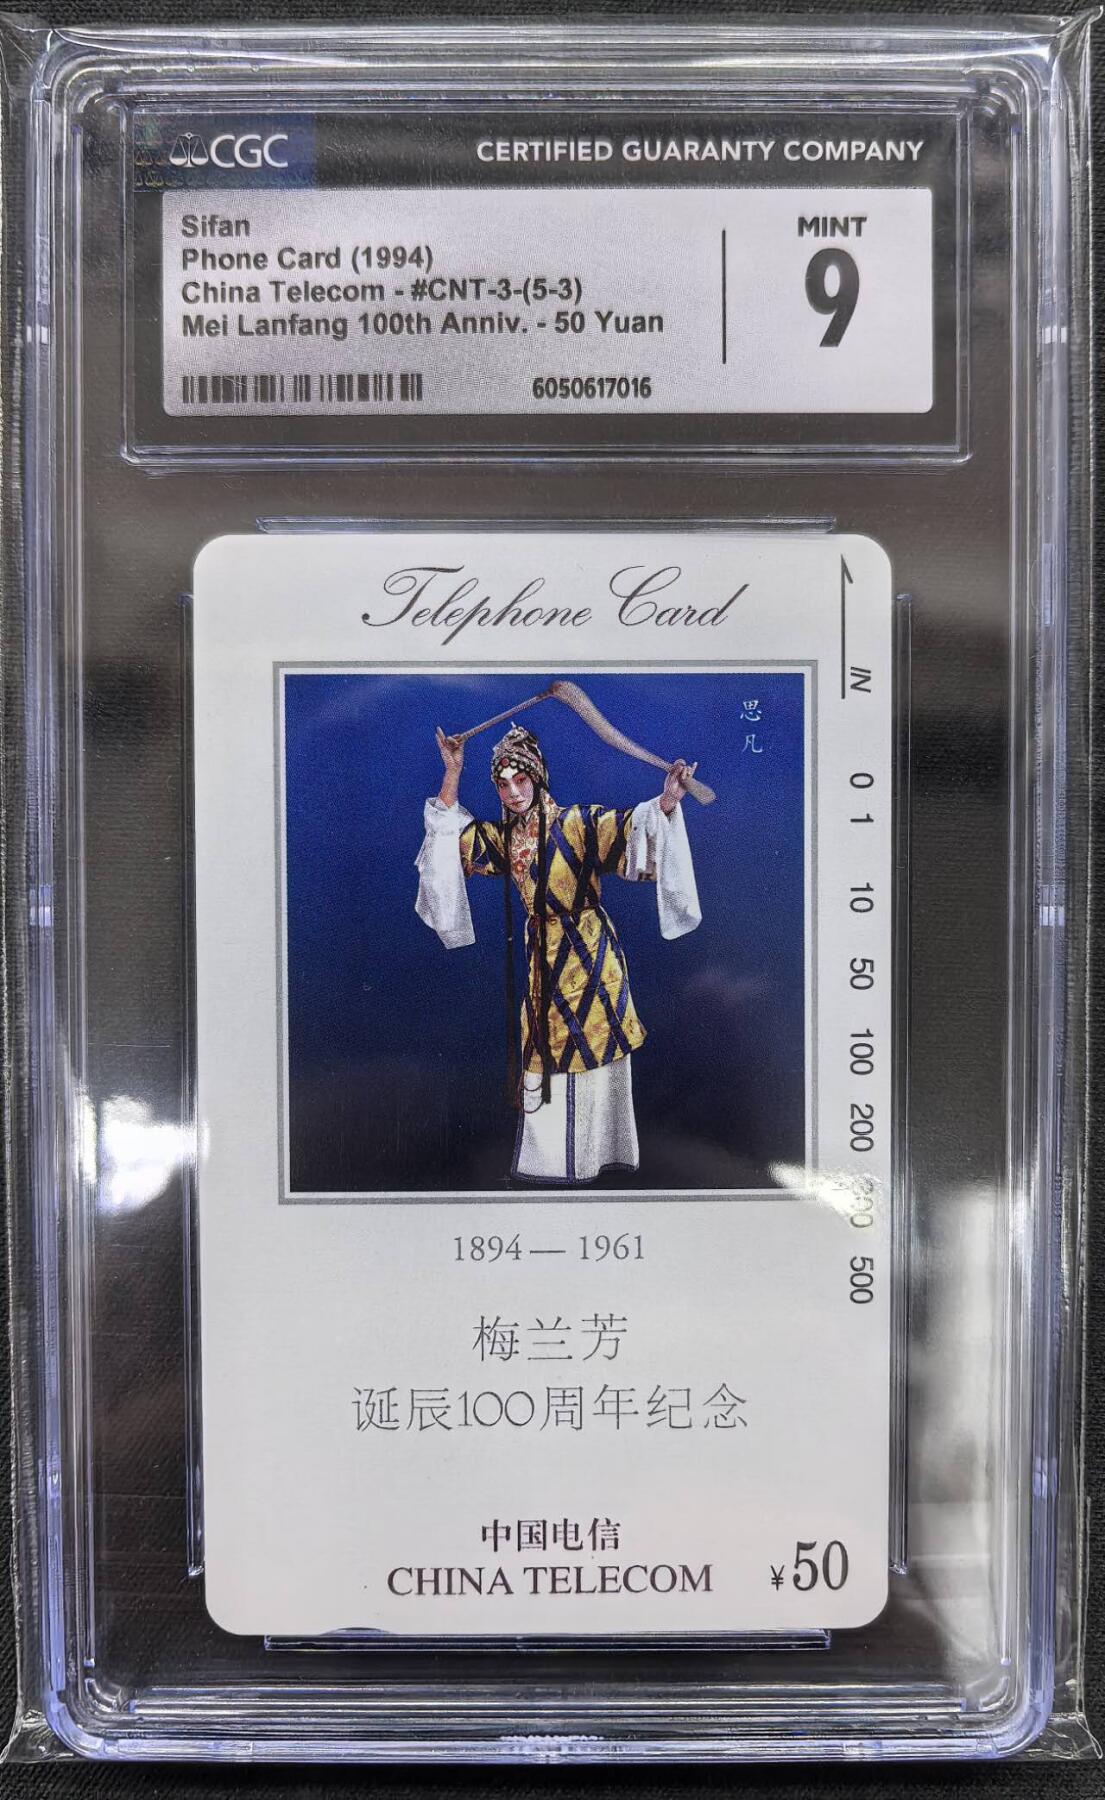 CGC
CERTIFIED GUARANTY COMPANY
Sifan
Phone Card (1994)
China Telecom - #CNT-3-(5-3)
Mei Lanfang 100th Anniv. - 50 Yuan
6050617016
MINT
9
Telephone Card
思凡
IN
0 1 10 50 100 200 300 500
1894 — 1961
梅兰芳
诞辰100周年纪念
中国电信
CHINA TELECOM
¥50